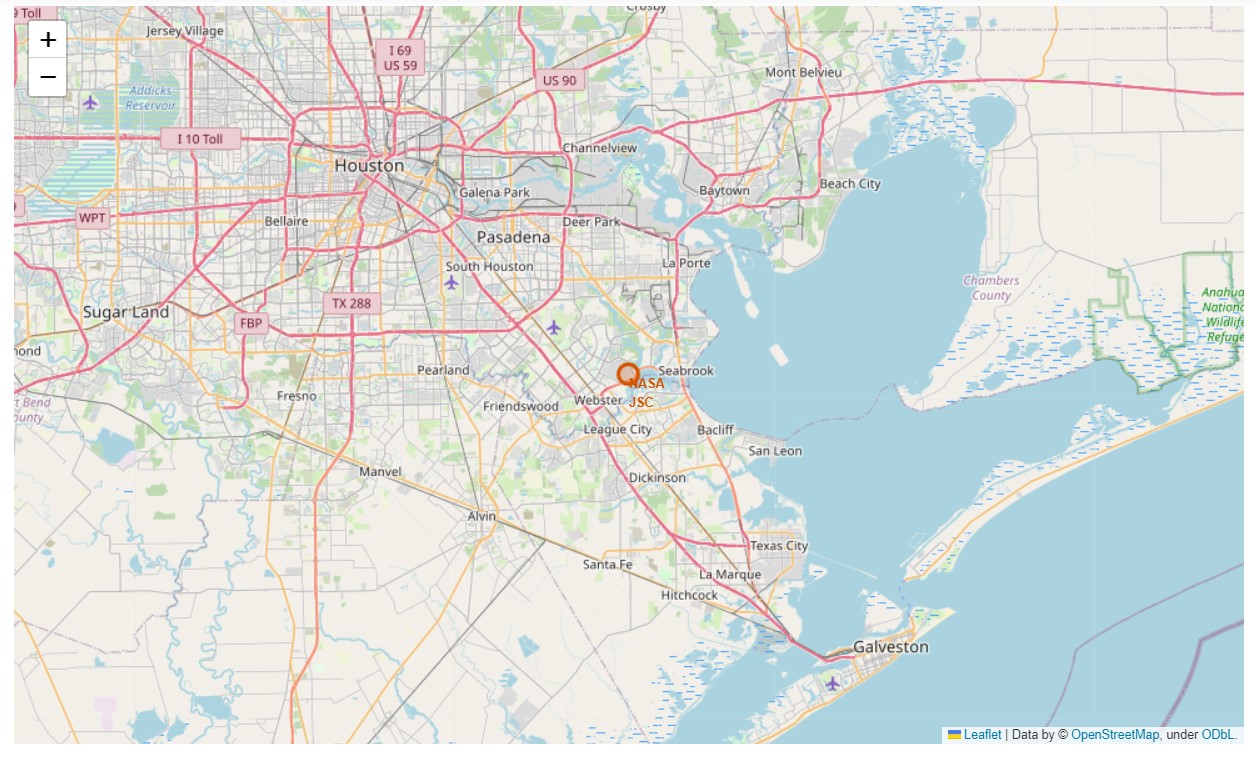 9 Toll
Crosby
Jersey Village
+
I 69
US 59
US 90
Mont Belvieu
−
Addicks
Reservoir
I 10 Toll
Channelview
Houston
Galena Park
Baytown
Beach City
WPT
Bellaire
Deer Park
Pasadena
South Houston
La Porte
Chambers
County
Anahua
Nationa
Wildlife
Refuge
TX 288
Sugar Land
FBP
mond
Pearland
Seabrook
NASA
JSC
Fresno
Webster
Friendswood
rt Bend
ounty
League City
Bacliff
San Leon
Manvel
Dickinson
Alvin
Texas City
Santa Fe
La Marque
Hitchcock
Galveston
Leaflet | Data by © OpenStreetMap, under ODbL.